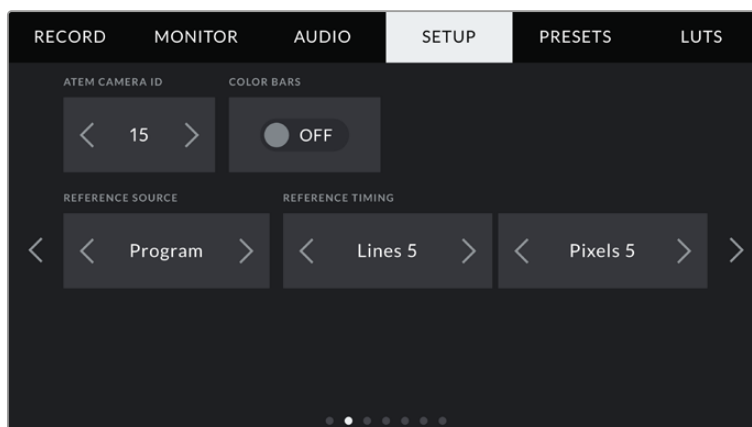 RECORD MONITOR AUDIO SETUP PRESETS LUTS
ATEM CAMERA ID COLOR BARS
15 OFF
REFERENCE SOURCE REFERENCE TIMING
Program Lines 5 Pixels 5